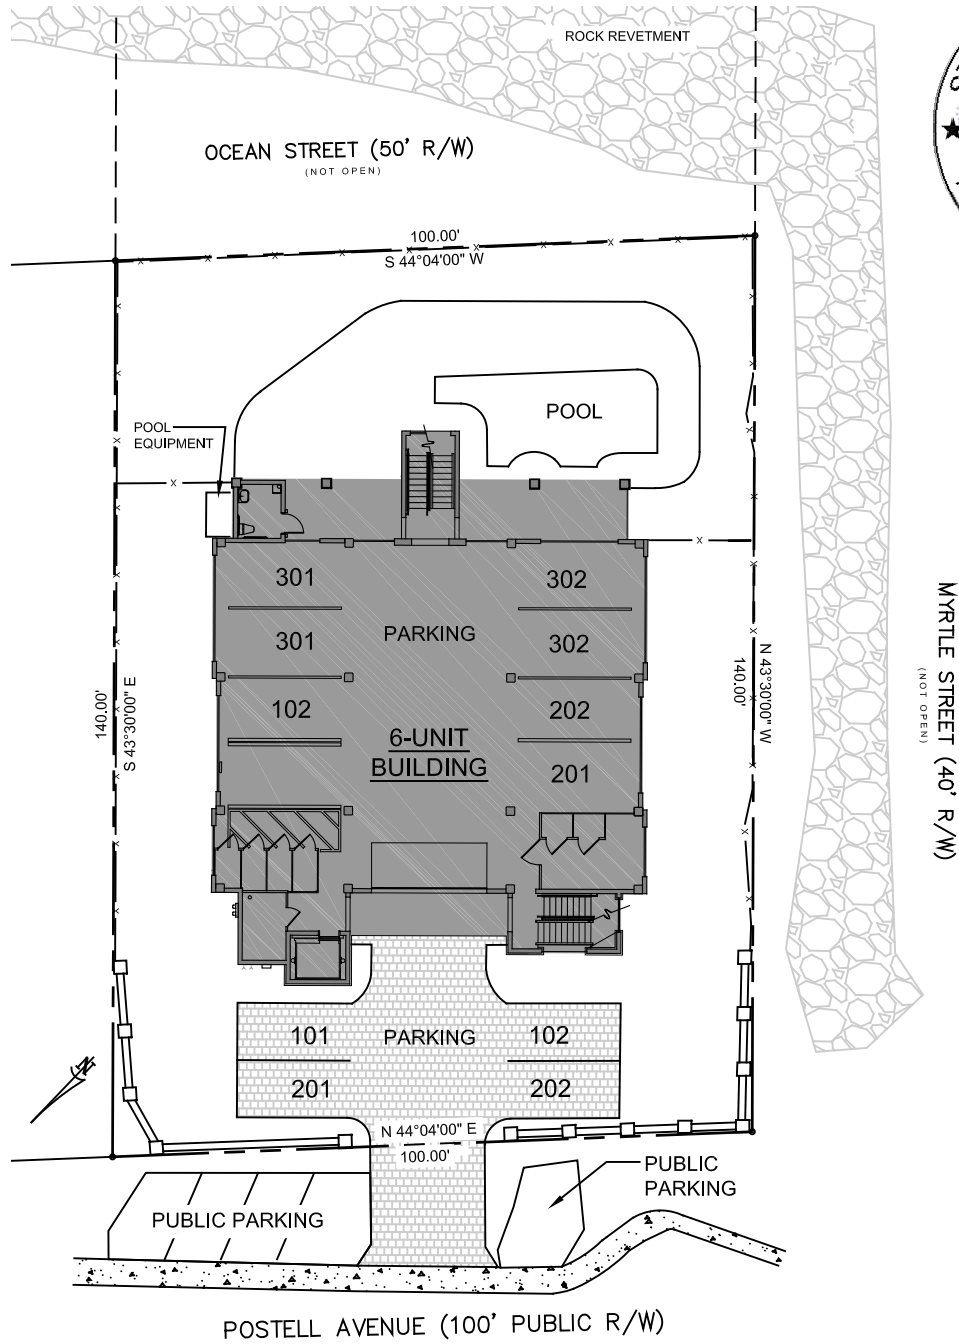 ROCK REVETMENT
OCEAN STREET (50' R/W)
(NOT OPEN)
100.00'
S 44°04'00" W
POOL
POOL
EQUIPMENT
301
302
PARKING
301
302
102
202
6-UNIT
BUILDING
201
140.00'
S 43°30'00" E
N 43°30'00" W
140.00'
MYRTLE STREET (40' R/W)
(NOT OPEN)
101
PARKING
102
201
202
N
N 44°04'00" E
100.00'
PUBLIC
PARKING
PUBLIC PARKING
POSTELL AVENUE (100' PUBLIC R/W)